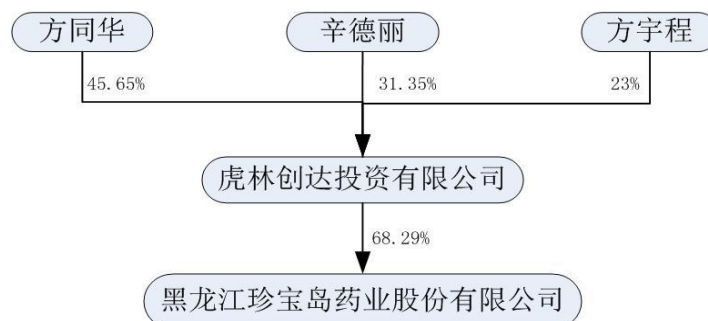 方同华 辛德丽 方宇程
45.65% 31.35% 23%
虎林创达投资有限公司
68.29%
黑龙江珍宝岛药业股份有限公司